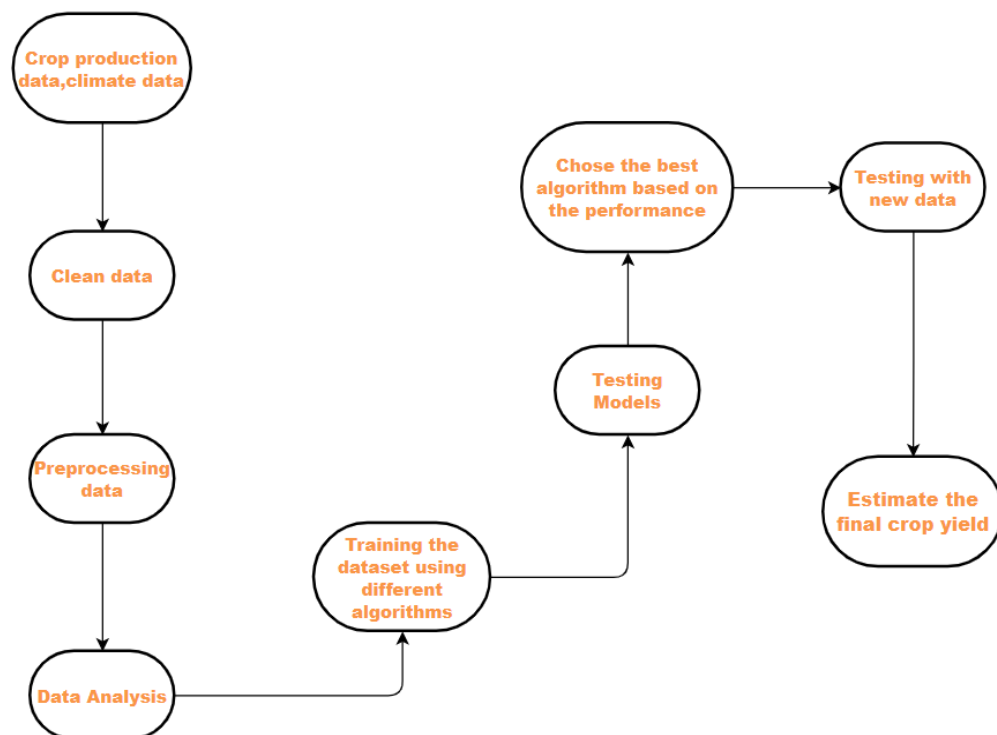 Crop production
data,climate data
Clean data
Preprocessing
data
Data Analysis
Training the
dataset using
different
algorithms
Testing
Models
Chose the best
algorithm based on
the performance
Testing with
new data
Estimate the
final crop yield